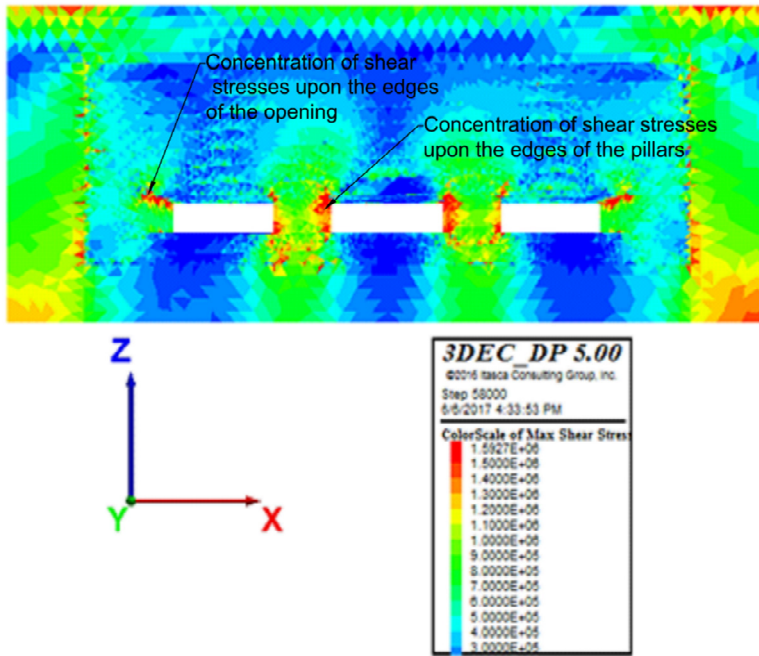 Concentration of shear
stresses upon the edges
of the opening
Concentration of shear stresses
upon the edges of the pillars
Z
Y
X
3DEC_DP 5.00
©2016 Itasca Consulting Group, Inc.
Step 58000
6/6/2017 4:33:53 PM
ColorScale of Max Shear Stress
1.5927E+06
1.5000E+06
1.4000E+06
1.3000E+06
1.2000E+06
1.1000E+06
1.0000E+06
9.0000E+05
8.0000E+05
7.0000E+05
6.0000E+05
5.0000E+05
4.0000E+05
3.0000E+05